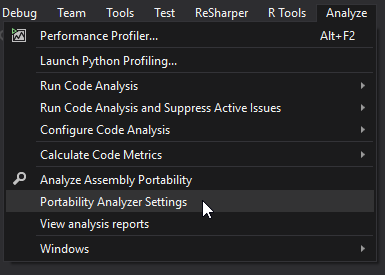 Debug Team Tools Test ReSharper R Tools Analyze
Performance Profiler... Alt+F2
Launch Python Profiling...
Run Code Analysis
Run Code Analysis and Suppress Active Issues
Configure Code Analysis
Calculate Code Metrics
Analyze Assembly Portability
Portability Analyzer Settings
View analysis reports
Windows